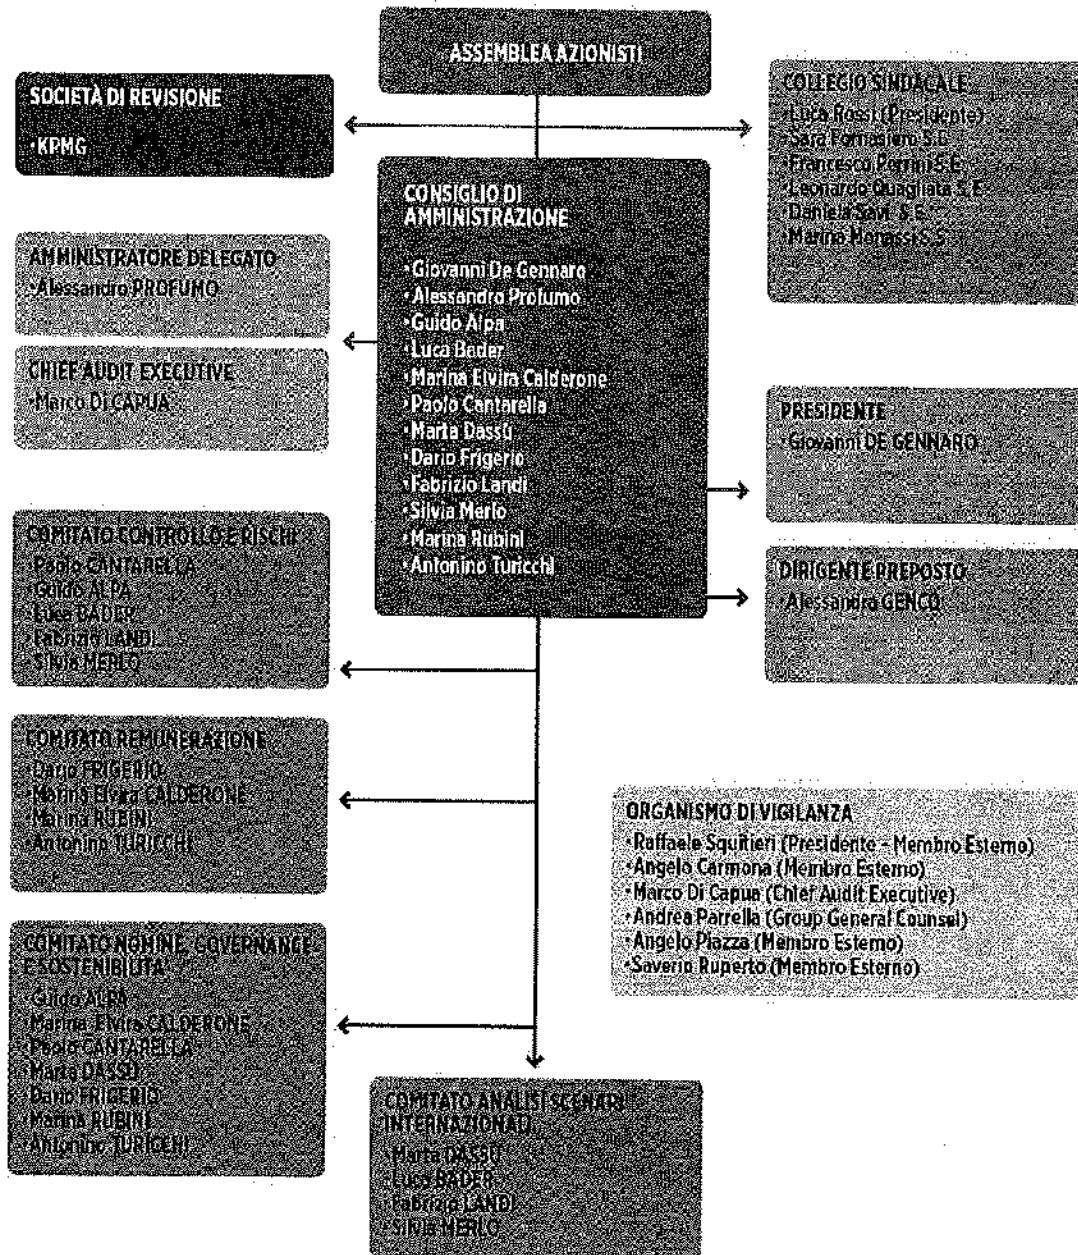 ASSEMBLEA AZIONISTI
SOCIETÀ DI REVISIONE
•KPMG
COLLEGIO SINDACALE
•Luca Rossi (Presidente)
•Sara Fornasiero S.E.
•Francesco Perrini S.E.
•Leonardo Quagliata S.E.
•Daniela Savi S.E.
•Marina Monassi S.S.
CONSIGLIO DI
AMMINISTRAZIONE
•Giovanni De Gennaro
•Alessandro Profumo
•Guido Alpa
•Luca Bader
•Marina Elvira Calderone
•Paolo Cantarella
•Marta Dassù
•Dario Frigerio
•Fabrizio Landi
•Silvia Merlo
•Marina Rubini
•Antonino Turicchi
AMMINISTRATORE DELEGATO
•Alessandro PROFUMO
CHIEF AUDIT EXECUTIVE
•Marco DI CAPUA
PRESIDENTE
•Giovanni DE GENNARO
DIRIGENTE PREPOSTO
•Alessandra GENCO
COMITATO CONTROLLO E RISCHI
•Paolo CANTARELLA
•Guido ALPA
•Luca BADER
•Fabrizio LANDI
•Silvia MERLO
COMITATO REMUNERAZIONE
•Dario FRIGERIO
•Marina Elvira CALDERONE
•Marina RUBINI
•Antonino TURICCHI
ORGANISMO DI VIGILANZA
•Raffaele Squitieri (Presidente - Membro Esterno)
•Angelo Carmona (Membro Esterno)
•Marco Di Capua (Chief Audit Executive)
•Andrea Parrella (Group General Counsel)
•Angelo Piazza (Membro Esterno)
•Saverio Ruperto (Membro Esterno)
COMITATO NOMINE, GOVERNANCE
E SOSTENIBILITÀ
•Guido ALPA
•Marina Elvira CALDERONE
•Paolo CANTARELLA
•Marta DASSÙ
•Dario FRIGERIO
•Marina RUBINI
•Antonino TURICCHI
COMITATO ANALISI SCENARI
INTERNAZIONALI
•Marta DASSÙ
•Luca BADER
•Fabrizio LANDI
•Silvia MERLO